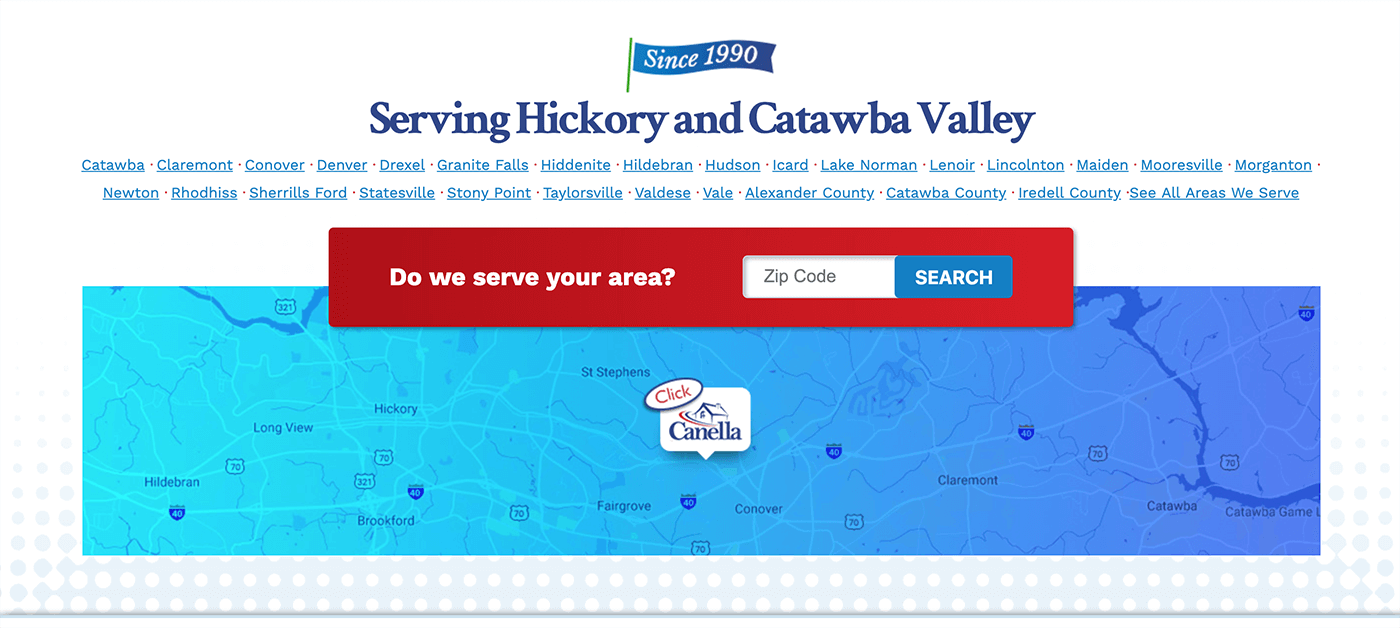 Since 1990
Serving Hickory and Catawba Valley
Catawba · Claremont · Conover · Denver · Drexel · Granite Falls · Hiddenite · Hildebran · Hudson · Icard · Lake Norman · Lenoir · Lincolnton · Maiden · Mooresville · Morganton ·
Newton · Rhodhiss · Sherrills Ford · Statesville · Stony Point · Taylorsville · Valdese · Vale · Alexander County · Catawba County · Iredell County ·See All Areas We Serve
Do we serve your area? Zip Code SEARCH
321
40
St Stephens
Click
Hickory
Canella
Long View
40
40
70
70
70
70
Hildebran
321
40
Claremont
40
Fairgrove
40
Conover
Catawba
Catawba Game L
70
Brookford
70
70